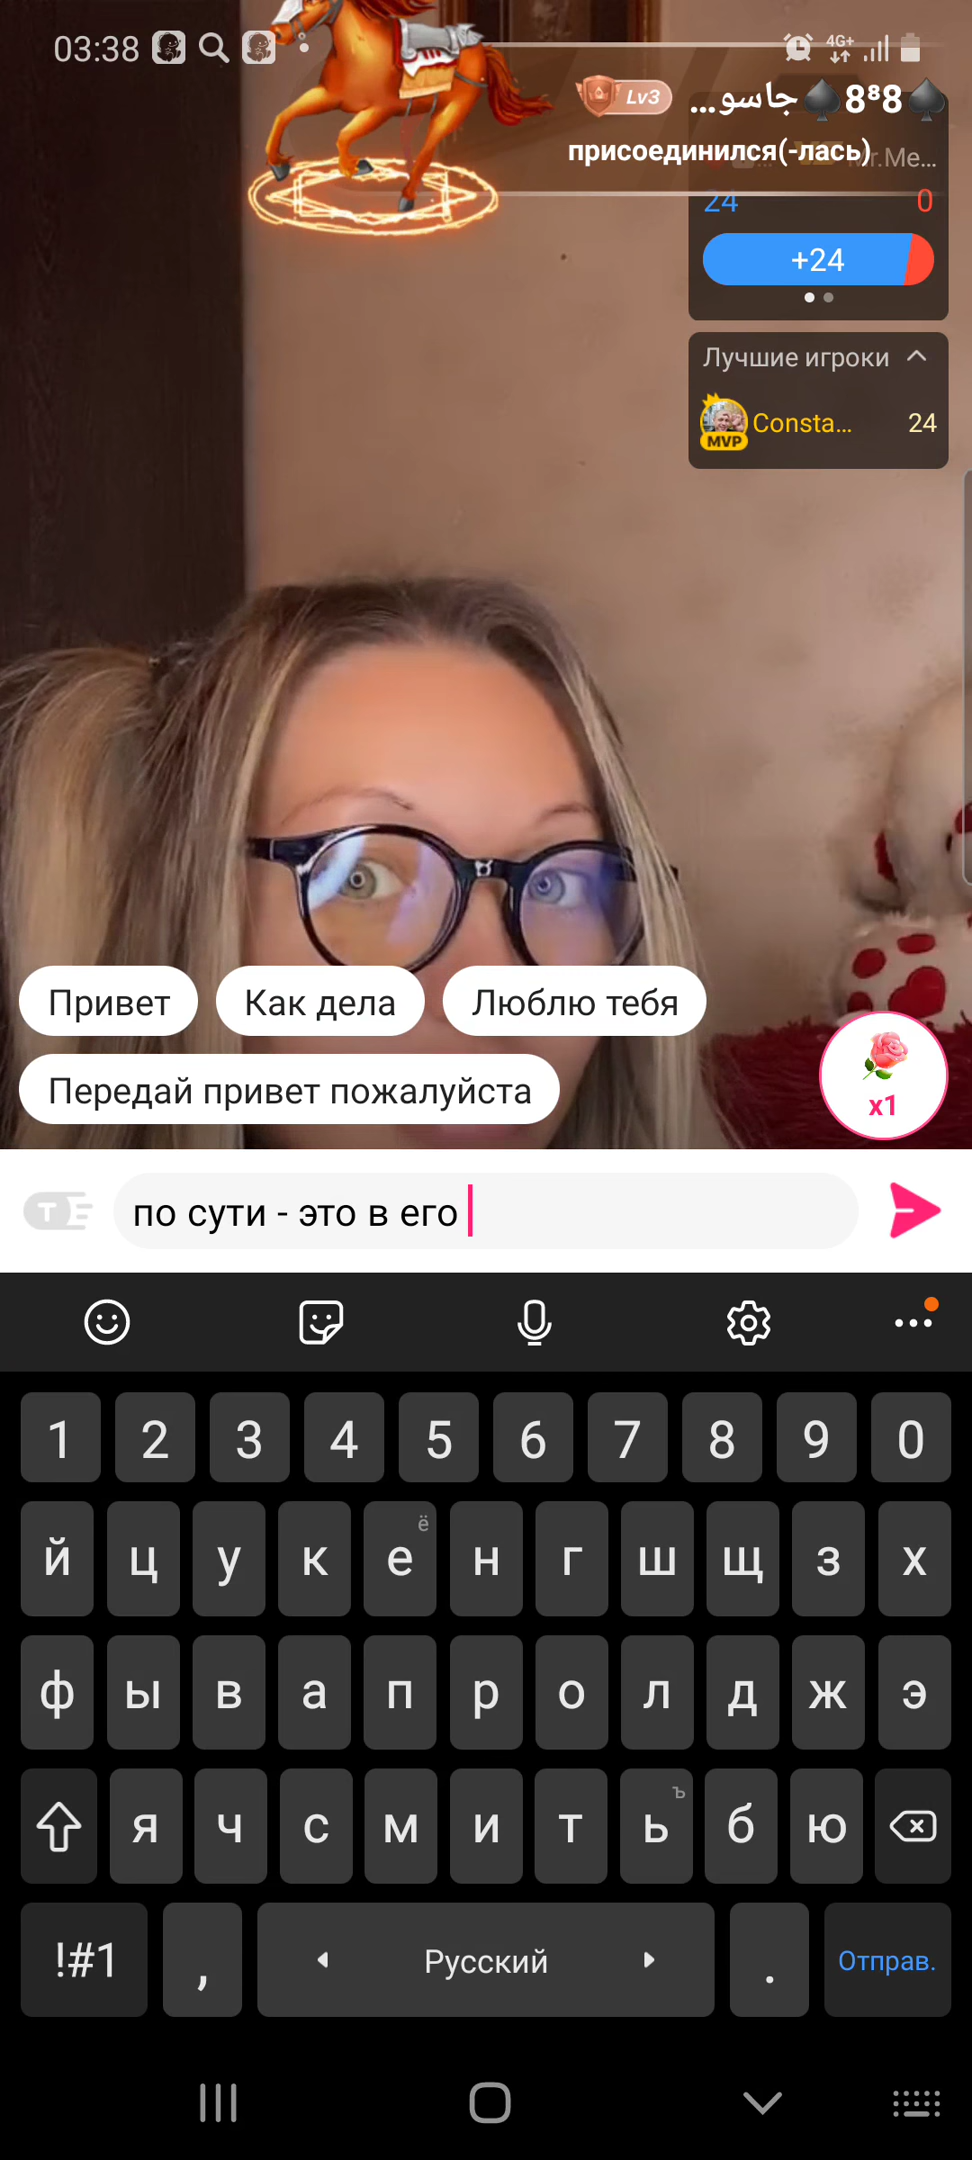 03:38
4G+
Lv3
جاسو...♠8⁸8♠
присоединился(-лась)
24
0
+24
Лучшие игроки
MVP
Consta...
24
Привет
Как дела
Люблю тебя
Передай привет пожалуйста
x1
T
по сути - это в его
1 2 3 4 5 6 7 8 9 0
й ц у к е ё н г ш щ з х
ф ы в а п р о л д ж э
я ч с м и т ь ъ б ю
!#1 , Русский . Отправ.